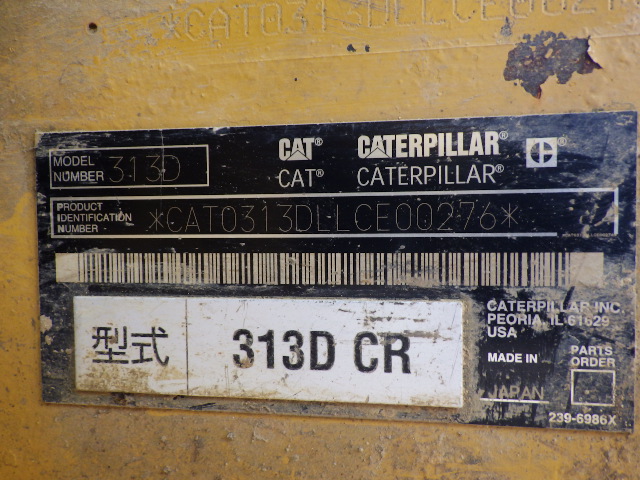 *CAT0313DLLCE0027
MODEL NUMBER 313D
CAT® CATERPILLAR®
CAT® CATERPILLAR®
PRODUCT IDENTIFICATION NUMBER *CAT0313DLLCE00276*
型式 313D CR
CATERPILLAR INC
PEORIA, IL 61629
USA
MADE IN JAPAN
PARTS ORDER
239-6986X